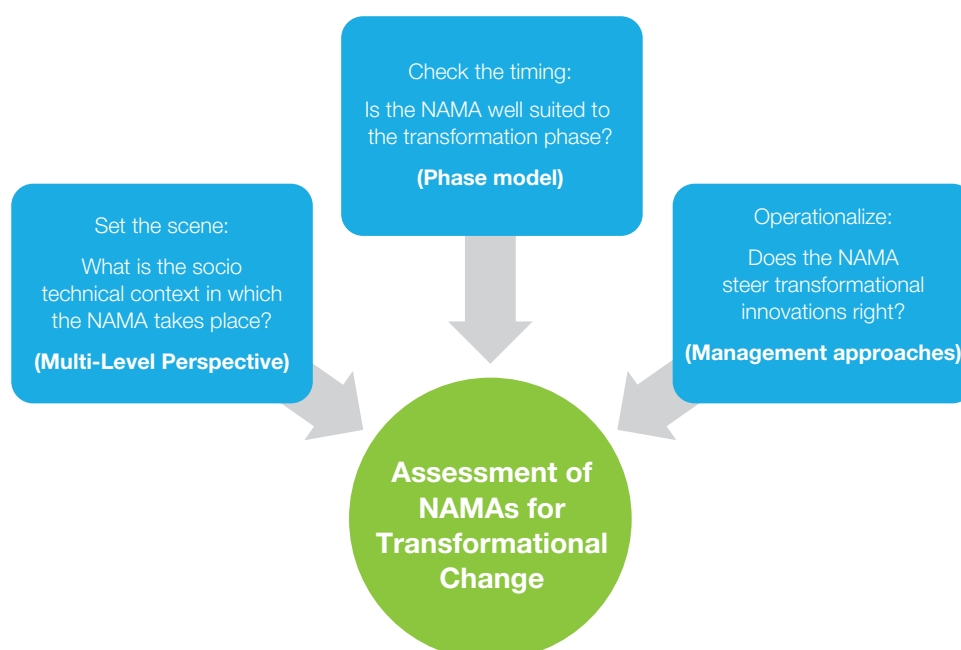 Check the timing:
Is the NAMA well suited to
the transformation phase?
(Phase model)
Set the scene:
What is the socio
technical context in which
the NAMA takes place?
(Multi-Level Perspective)
Operationalize:
Does the NAMA
steer transformational
innovations right?
(Management approaches)
Assessment of
NAMAs for
Transformational
Change